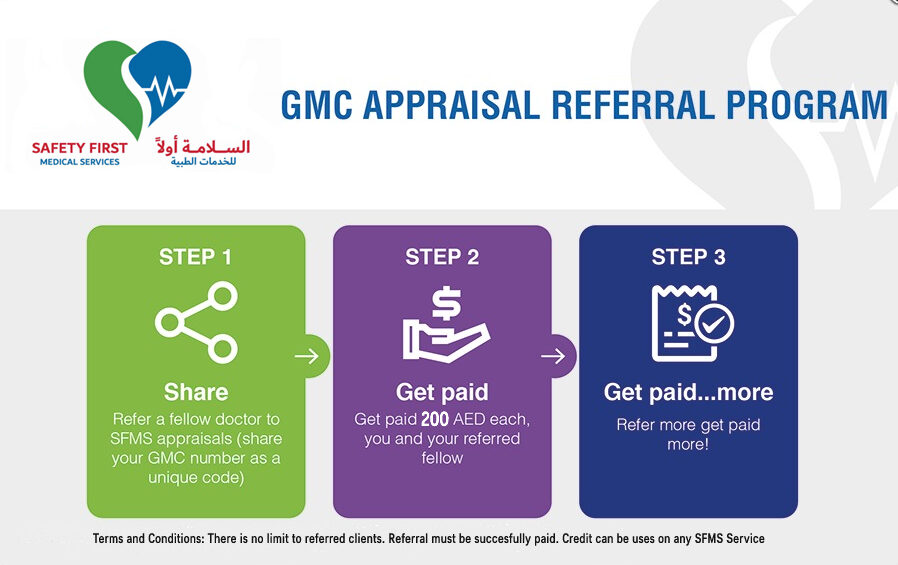 GMC APPRAISAL REFERRAL PROGRAM
SAFETY FIRST
MEDICAL SERVICES
السلامة أولاً
للخدمات الطبية
STEP 1
Share
Refer a fellow doctor to
SFMS appraisals (share
your GMC number as a
unique code)
STEP 2
$
Get paid
Get paid 200 AED each,
you and your referred
fellow
STEP 3
$
Get paid...more
Refer more get paid
more!
Terms and Conditions: There is no limit to referred clients. Referral must be succesfully paid. Credit can be uses on any SFMS Service